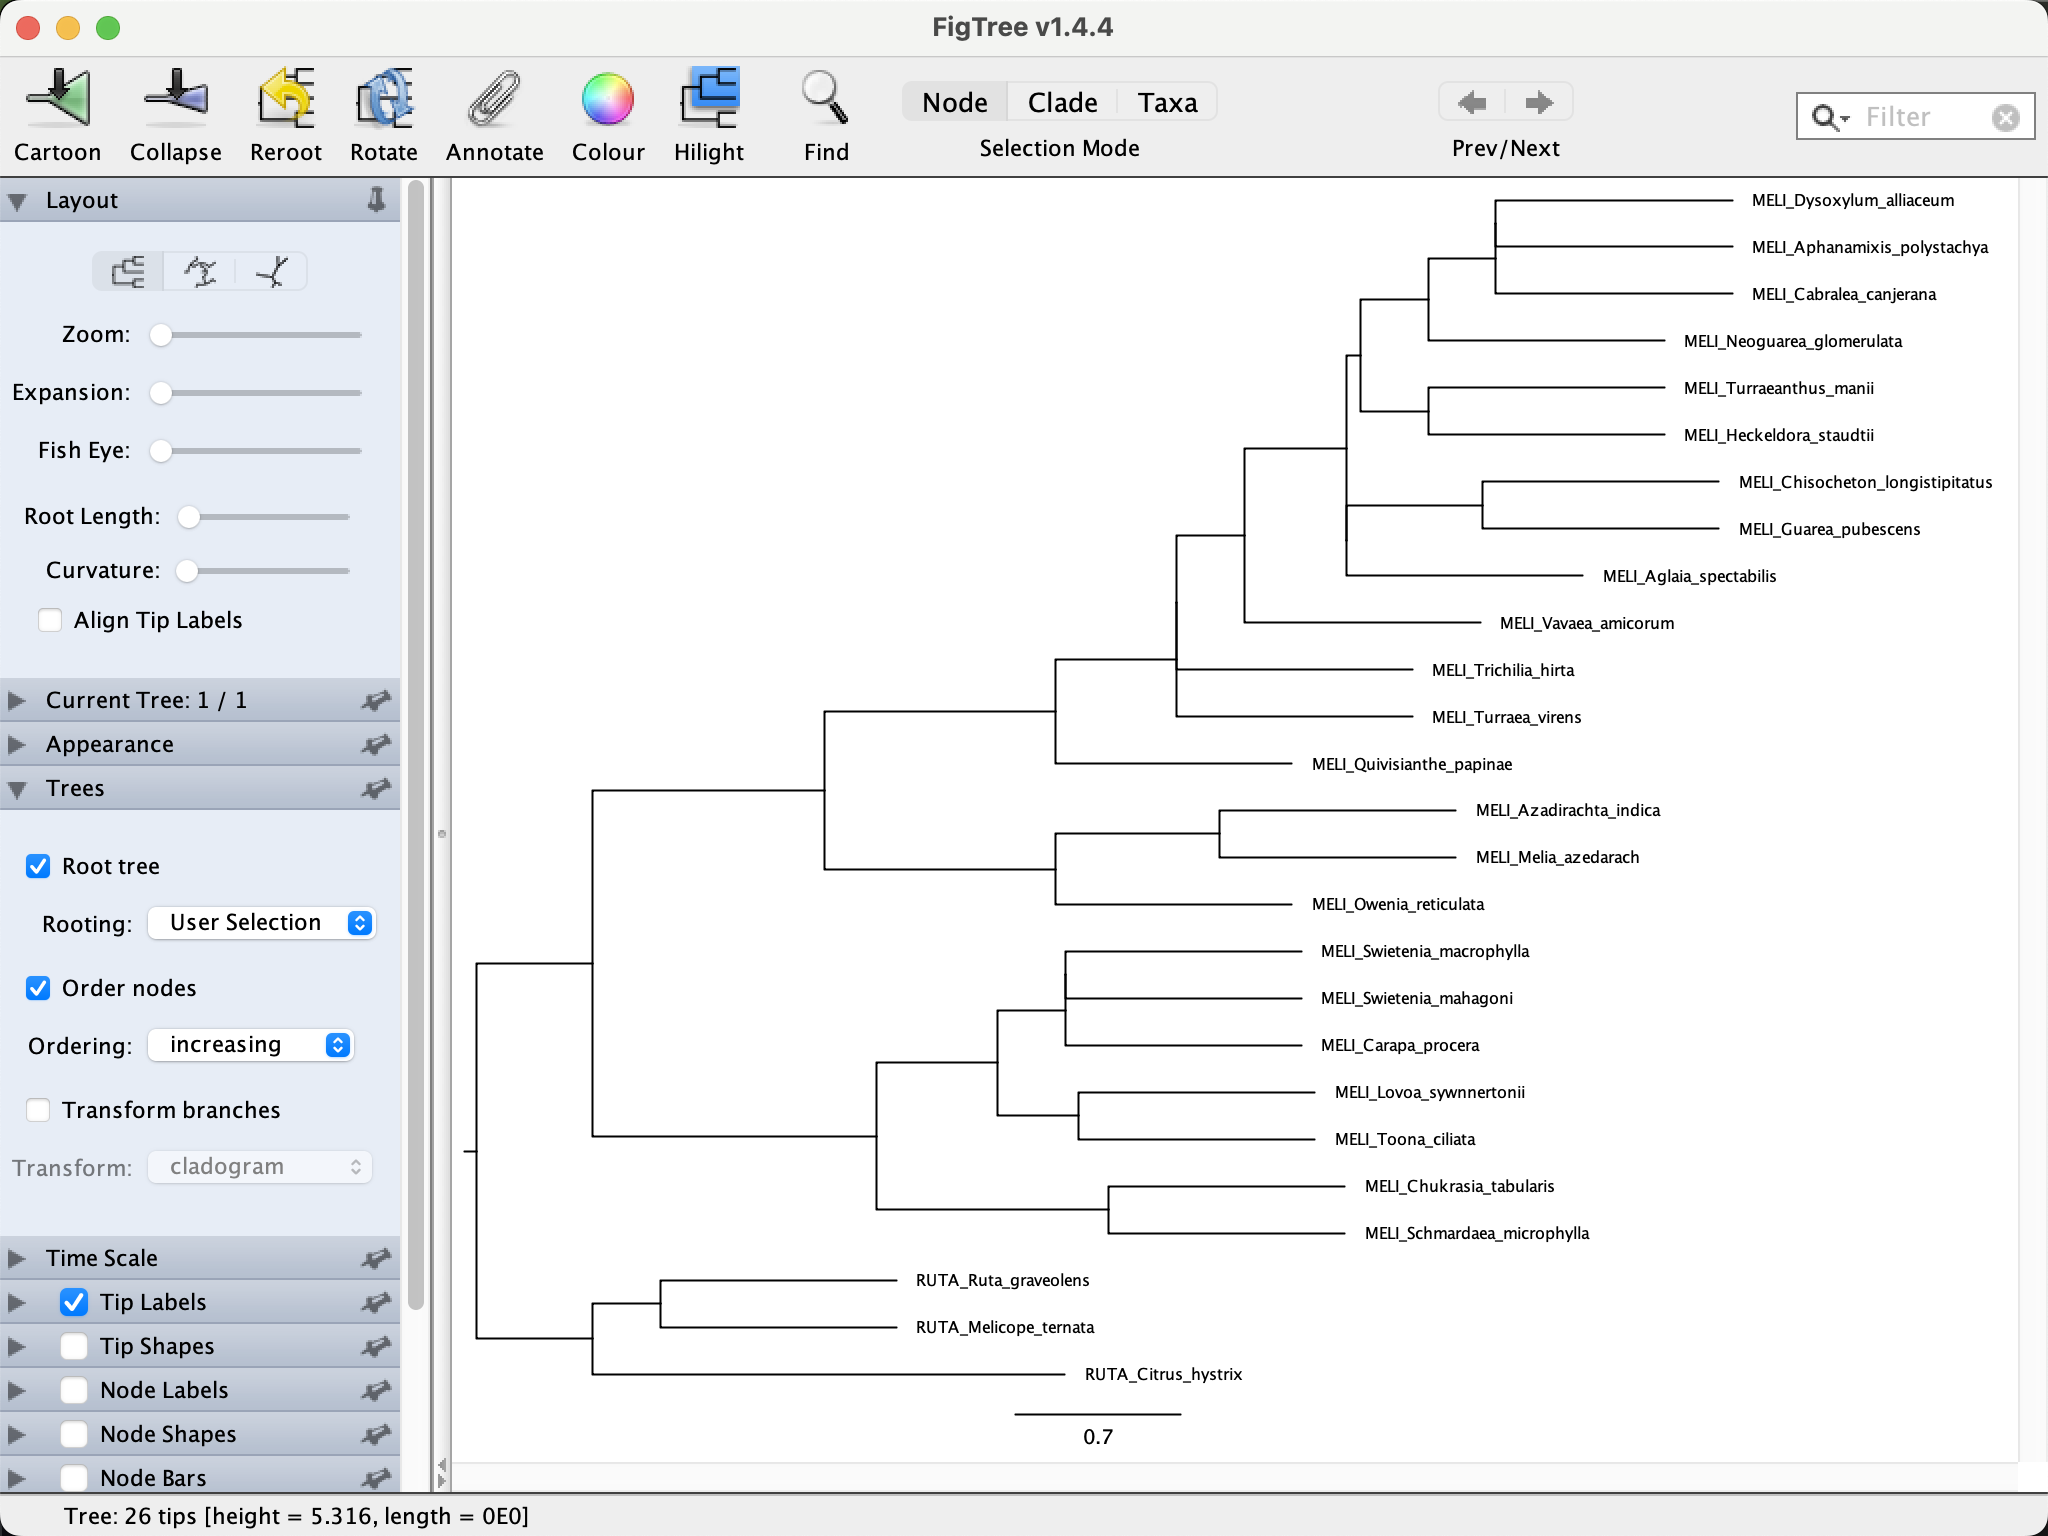 FigTree v1.4.4
Cartoon Collapse Reroot Rotate Annotate Colour Hilight Find
Node Clade Taxa
Selection Mode
Prev/Next
Filter
Layout
Zoom:
Expansion:
Fish Eye:
Root Length:
Curvature:
Align Tip Labels
Current Tree: 1 / 1
Appearance
Trees
Root tree
Rooting: User Selection
Order nodes
Ordering: increasing
Transform branches
Transform: cladogram
Time Scale
Tip Labels
Tip Shapes
Node Labels
Node Shapes
Node Bars
MELI_Dysoxylum_alliaceum
MELI_Aphanamixis_polystachya
MELI_Cabralea_canjerana
MELI_Neoguarea_glomerulata
MELI_Turraeanthus_manii
MELI_Heckeldora_staudtii
MELI_Chisocheton_longistipitatus
MELI_Guarea_pubescens
MELI_Aglaia_spectabilis
MELI_Vavaea_amicorum
MELI_Trichilia_hirta
MELI_Turraea_virens
MELI_Quivisianthe_papinae
MELI_Azadirachta_indica
MELI_Melia_azedarach
MELI_Owenia_reticulata
MELI_Swietenia_macrophylla
MELI_Swietenia_mahagoni
MELI_Carapa_procera
MELI_Lovoa_sywnnertonii
MELI_Toona_ciliata
MELI_Chukrasia_tabularis
MELI_Schmardaea_microphylla
RUTA_Ruta_graveolens
RUTA_Melicope_ternata
RUTA_Citrus_hystrix
0.7
Tree: 26 tips [height = 5.316, length = 0E0]